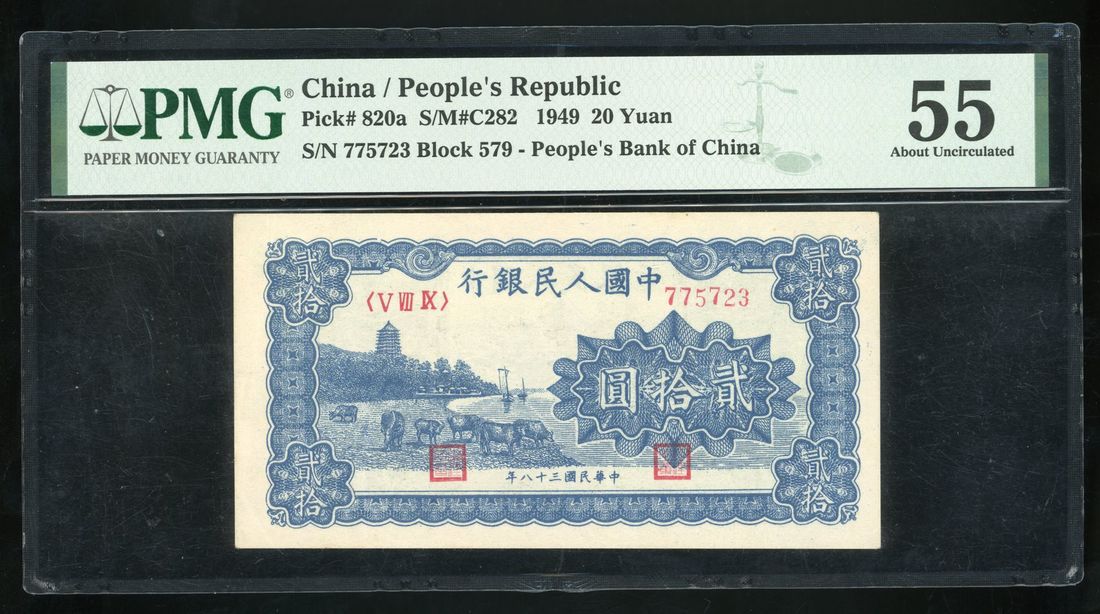 PMG®
PAPER MONEY GUARANTY
China / People's Republic
Pick# 820a S/M#C282 1949 20 Yuan
S/N 775723 Block 579 - People's Bank of China
55
About Uncirculated
貳拾
貳拾
行銀民人國中
〈V Ⅷ Ⅸ〉
775723
圓拾貳
貳拾
貳拾
年八十三國民華中